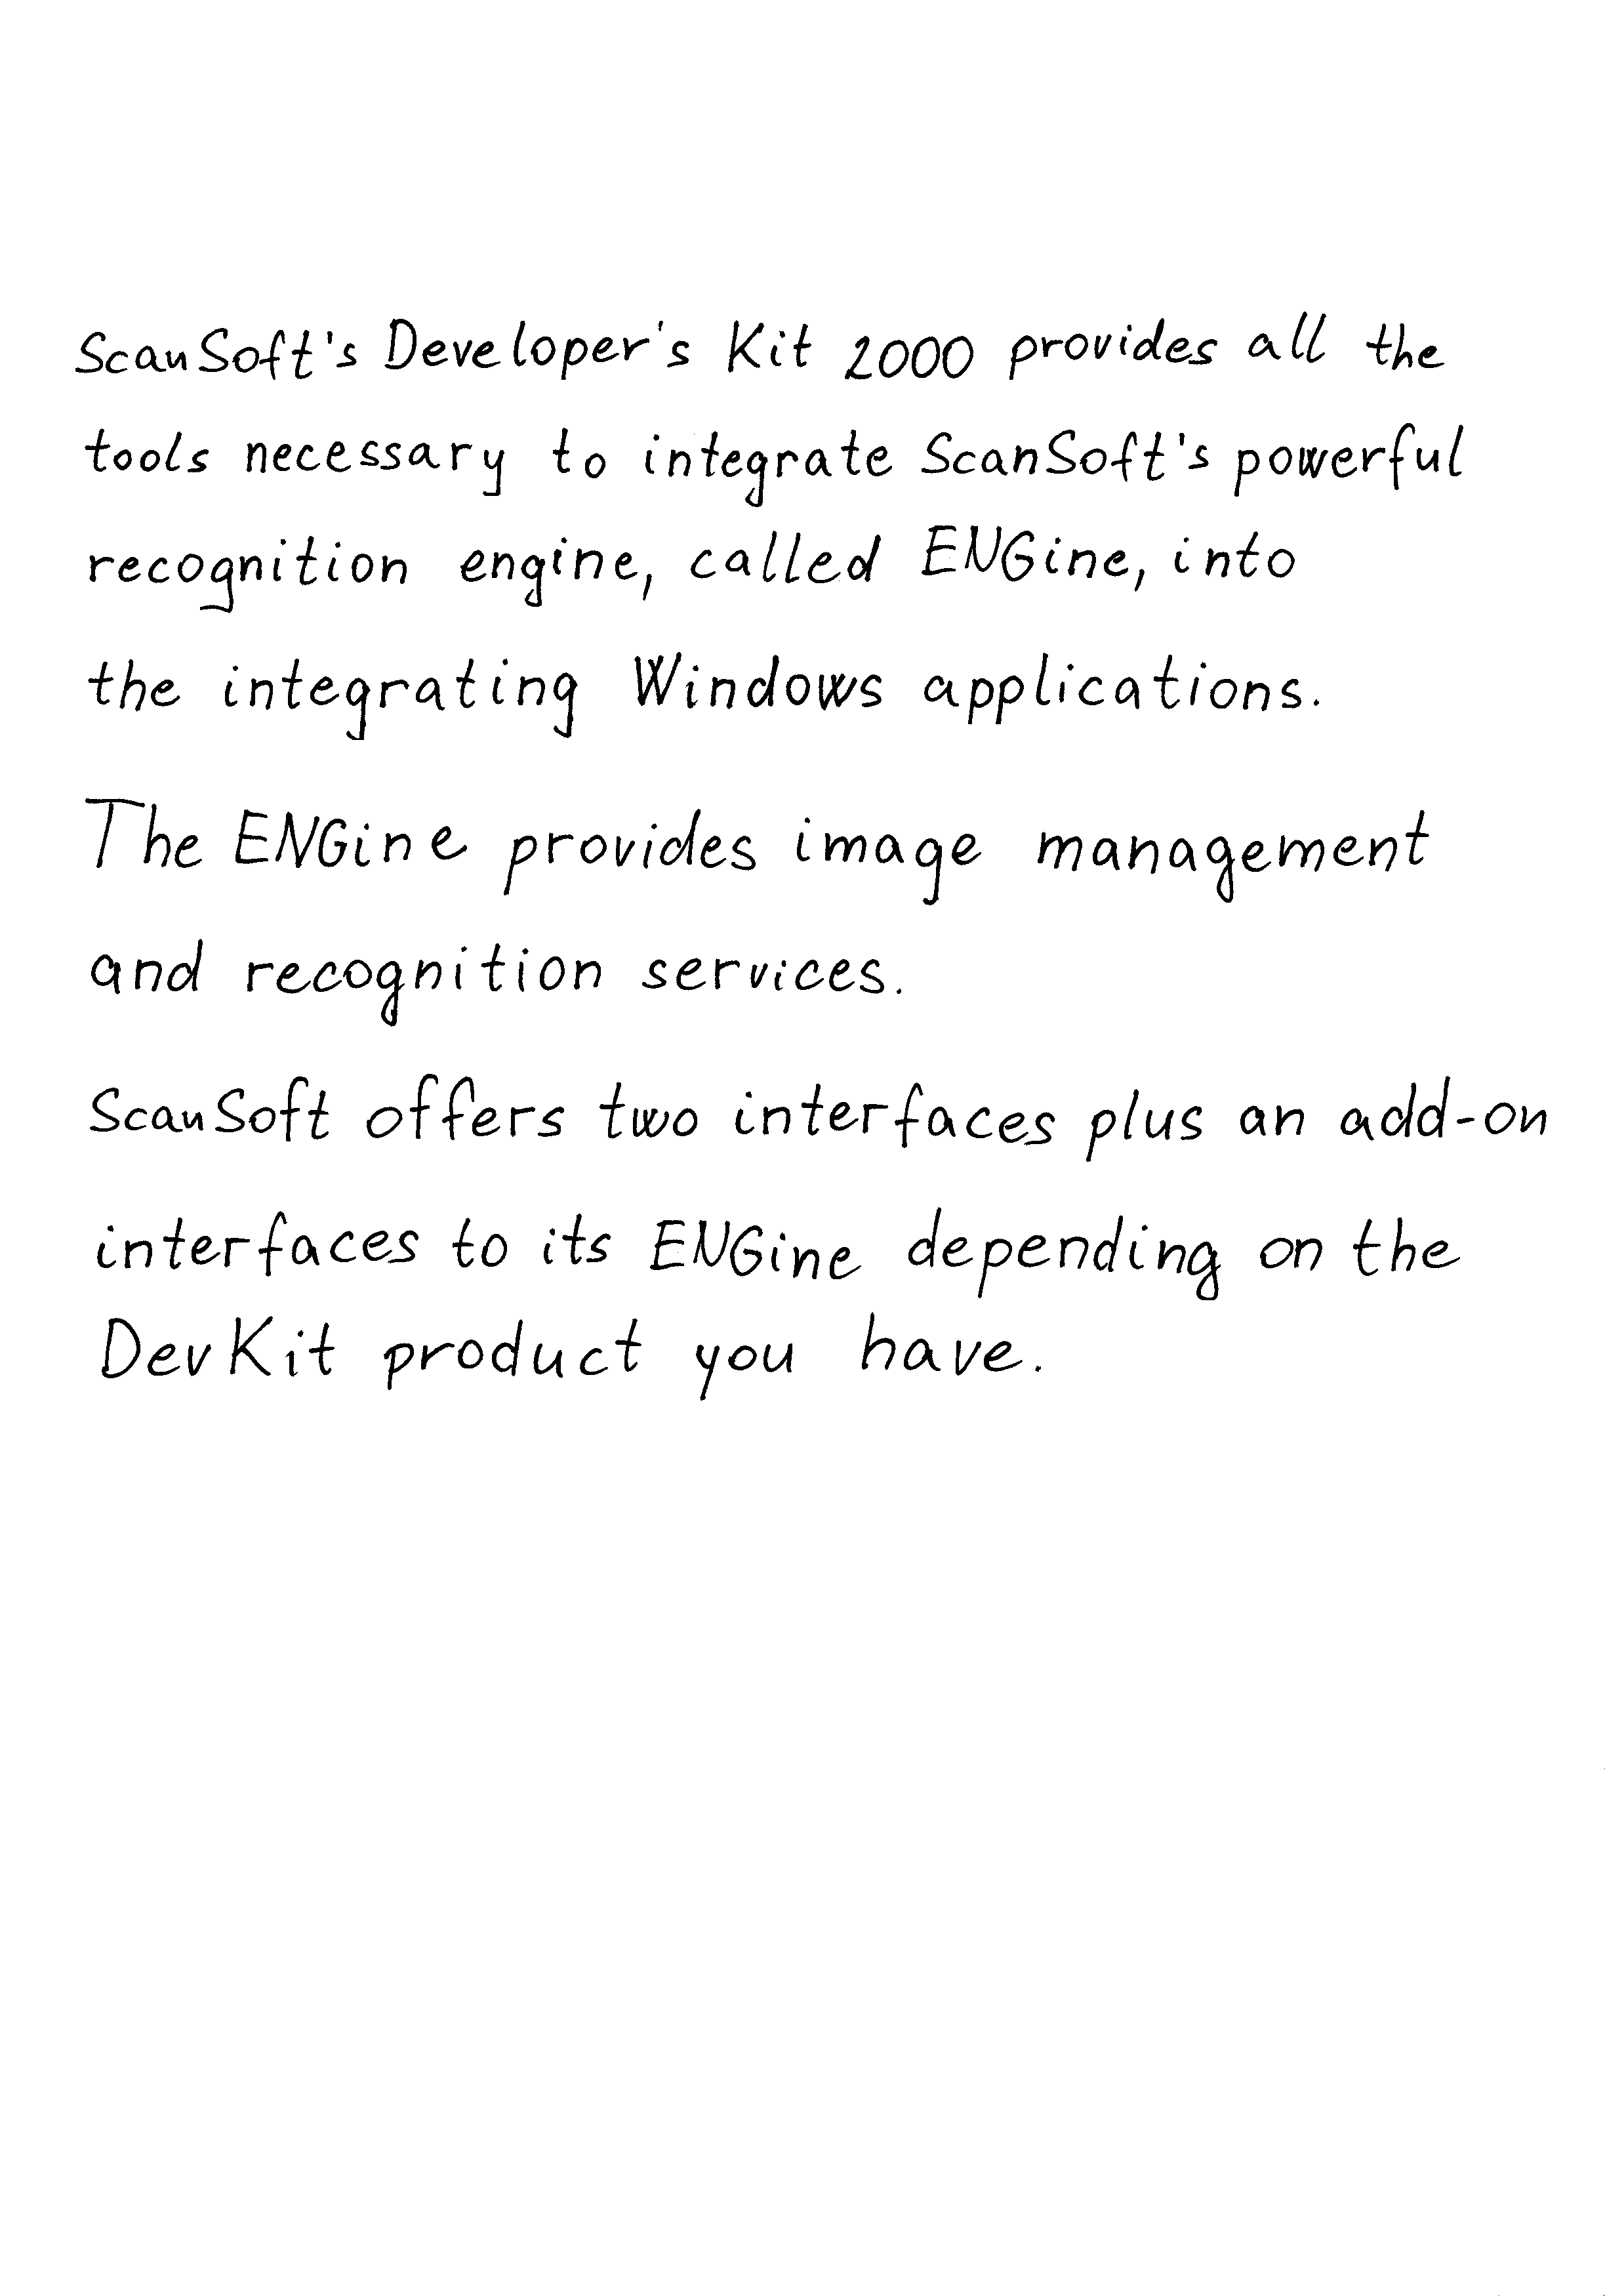 ScanSoft's Developer's Kit 2000 provides all the
tools necessary to integrate ScanSoft's powerful
recognition engine, called ENGine, into
the integrating Windows applications.
The ENGine provides image management
and recognition services.
ScanSoft offers two interfaces plus an add-on
interfaces to its ENGine depending on the
DevKit product you have.